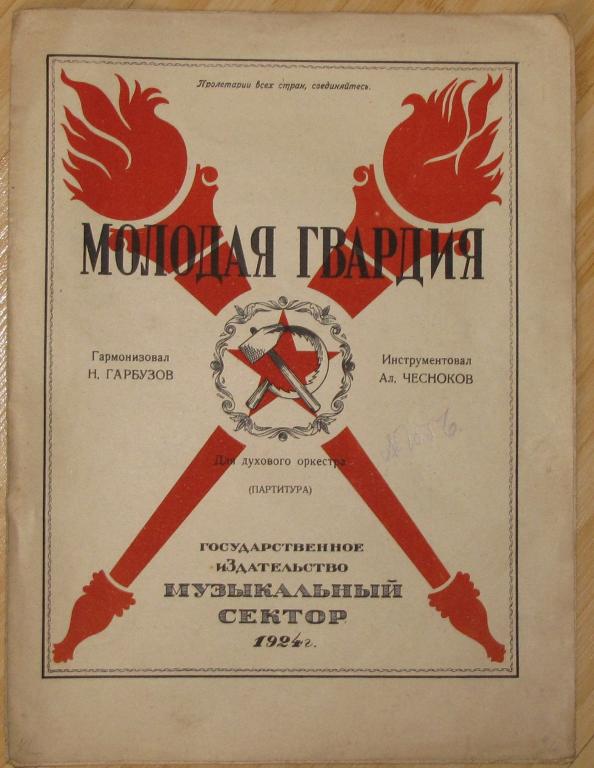 Пролетарии всех стран, соединяйтесь.
МОЛОДАЯ ГВАРДИЯ
Гармонизовал
Н. ГАРБУЗОВ
Инструментовал
Ал. ЧЕСНОКОВ
Для духового оркестра
(ПАРТИТУРА)
ГОСУДАРСТВЕННОЕ
иЗДАТЕЛЬСТВО
МУЗЫКАЛЬНЫЙ
СЕКТОР
1924г.